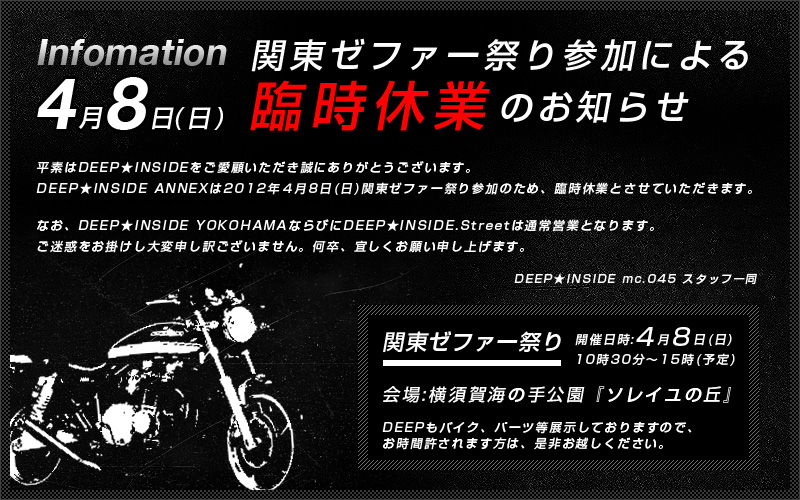 Infomation
関東ゼファー祭り参加による
4月8日(日)
臨時休業のお知らせ
平素はDEEP★INSIDEをご愛顧いただき誠にありがとうございます。
DEEP★INSIDE ANNEXは2012年4月8日(日)関東ゼファー祭り参加のため、臨時休業とさせていただきます。
なお、DEEP★INSIDE YOKOHAMAならびにDEEP★INSIDE.Streetは通常営業となります。
ご迷惑をお掛けし大変申し訳ございません。何卒、宜しくお願い申し上げます。
DEEP★INSIDE mc.045 スタッフ一同
関東ゼファー祭り
開催日時:4月8日(日)
10時30分～15時(予定)
会場:横須賀海の手公園『ソレイユの丘』
DEEPもバイク、パーツ等展示しておりますので、
お時間許されます方は、是非お越しください。